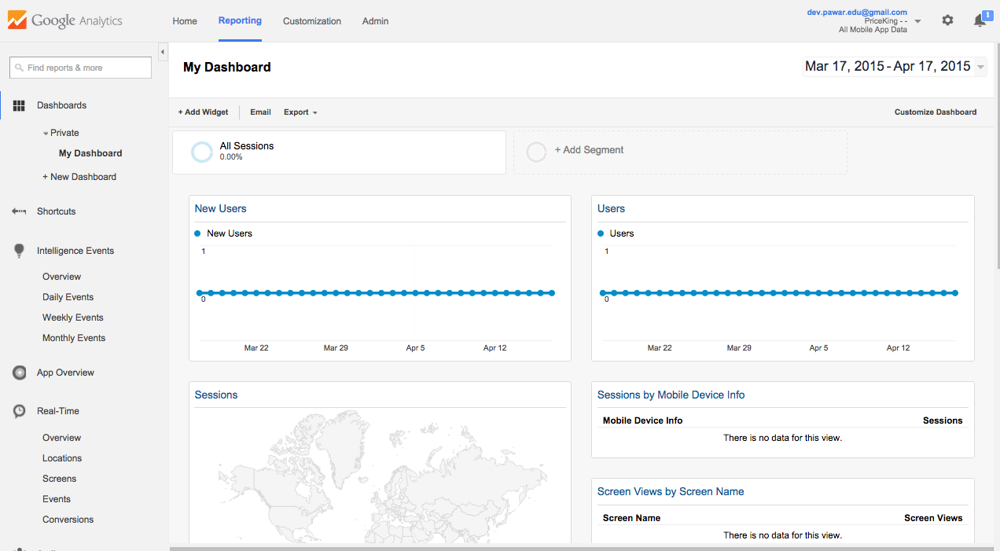 Google Analytics
Home
Reporting
Customization
Admin
dev.pawar.edu@gmail.com
PriceKing - -
All Mobile App Data
1
Find reports & more
Dashboards
Private
My Dashboard
+ New Dashboard
Shortcuts
Intelligence Events
Overview
Daily Events
Weekly Events
Monthly Events
App Overview
Real-Time
Overview
Locations
Screens
Events
Conversions
My Dashboard
Mar 17, 2015 - Apr 17, 2015
+ Add Widget
Email
Export
Customize Dashboard
All Sessions
0.00%
+ Add Segment
New Users
New Users
1
0
Mar 22
Mar 29
Apr 5
Apr 12
Users
Users
1
0
Mar 22
Mar 29
Apr 5
Apr 12
Sessions
Sessions by Mobile Device Info
Mobile Device Info
Sessions
There is no data for this view.
Screen Views by Screen Name
Screen Name
Screen Views
There is no data for this view.